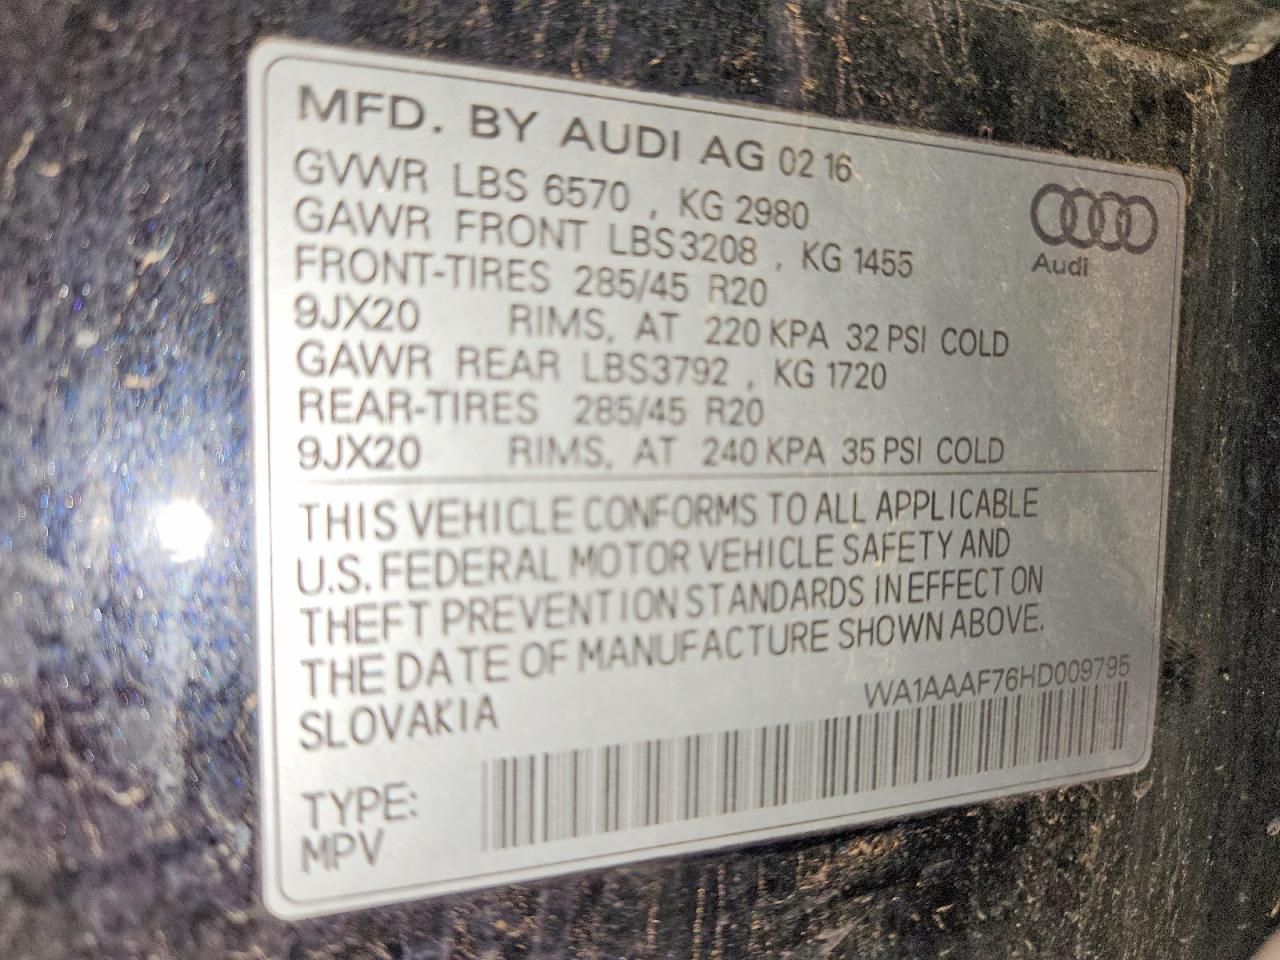 MFD. BY AUDI AG 02 16
GVWR LBS 6570 , KG 2980
GAWR FRONT LBS3208 , KG 1455
FRONT-TIRES 285/45 R20
9JX20 RIMS, AT 220 KPA 32 PSI COLD
GAWR REAR LBS3792 , KG 1720
REAR-TIRES 285/45 R20
9JX20 RIMS, AT 240 KPA 35 PSI COLD
Audi
THIS VEHICLE CONFORMS TO ALL APPLICABLE
U.S. FEDERAL MOTOR VEHICLE SAFETY AND
THEFT PREVENTION STANDARDS IN EFFECT ON
THE DATE OF MANUFACTURE SHOWN ABOVE.
SLOVAKIA WA1AAAF76HD009795
TYPE:
MPV